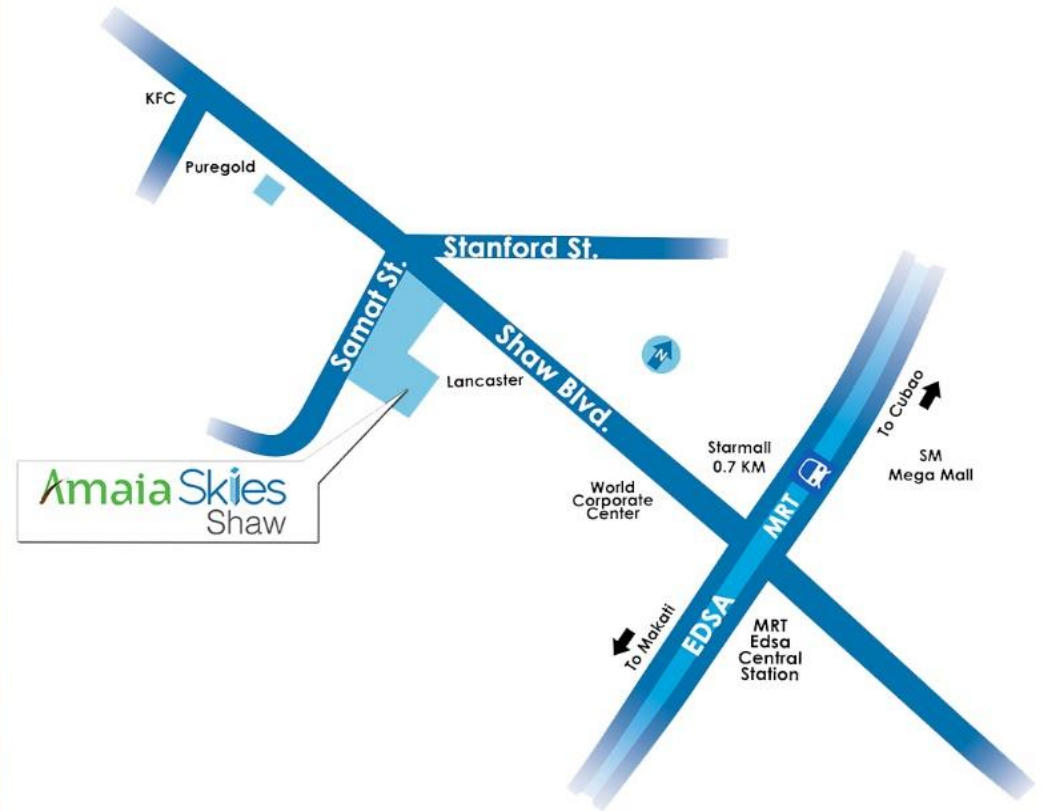 KFC
Puregold
Stanford St.
Samat St.
Shaw Blvd.
N
Lancaster
To Cubao
Starmall
0.7 KM
SM
Mega Mall
World
Corporate
Center
MRT
Amaia Skies
Shaw
EDSA
To Makati
MRT
Edsa
Central
Station